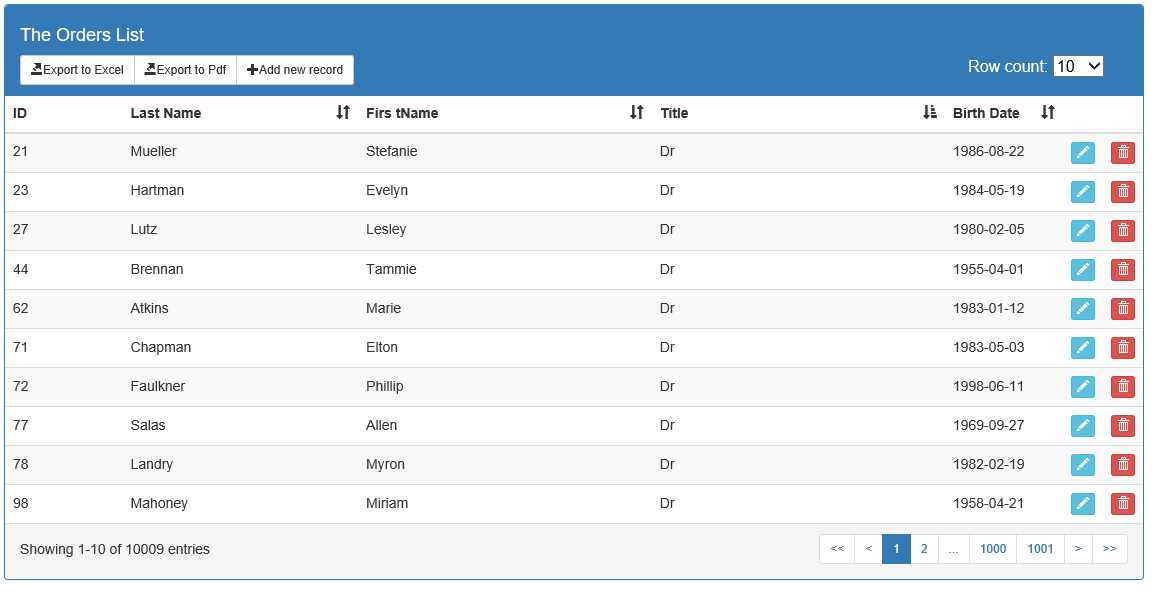 The Orders List
Export to Excel Export to Pdf Add new record Row count: 10
ID Last Name Firs tName Title Birth Date
21 Mueller Stefanie Dr 1986-08-22
23 Hartman Evelyn Dr 1984-05-19
27 Lutz Lesley Dr 1980-02-05
44 Brennan Tammie Dr 1955-04-01
62 Atkins Marie Dr 1983-01-12
71 Chapman Elton Dr 1983-05-03
72 Faulkner Phillip Dr 1998-06-11
77 Salas Allen Dr 1969-09-27
78 Landry Myron Dr 1982-02-19
98 Mahoney Miriam Dr 1958-04-21
Showing 1-10 of 10009 entries << < 1 2 ... 1000 1001 > >>